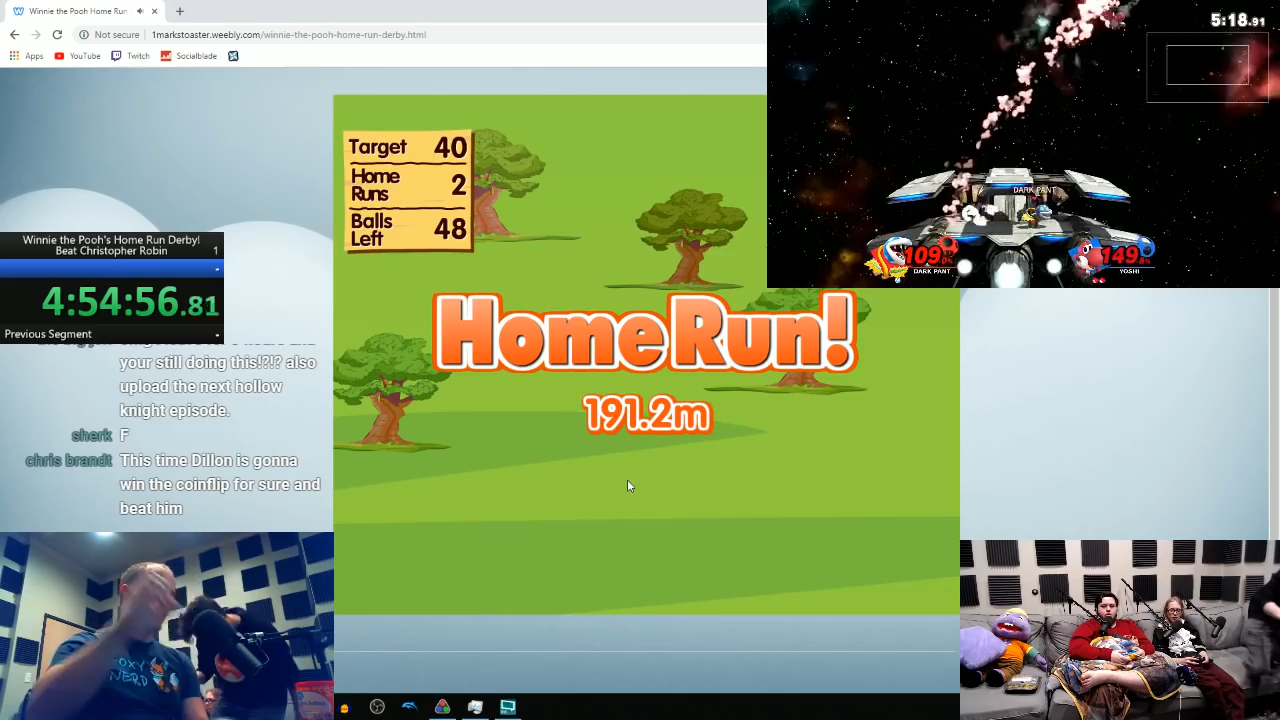 Winnie the Pooh Home Run
Not secure
1markstoaster.weebly.com/winnie-the-pooh-home-run-derby.html
Apps
YouTube
Twitch
Socialblade
5:18.91
Target 40
Home Runs 2
Balls Left 48
Home Run!
191.2m
DARK PANT
109
DARK PANT
149
YOSHI
Winnie the Pooh's Home Run Derby!
Beat Christopher Robin 1
-
4:54:56.81
Previous Segment -
your still doing this!??? also
upload the next hollow
knight episode.
sherk F
chris brandt This time Dillon is gonna
win the coinflip for sure and
beat him
FOXY
NERD